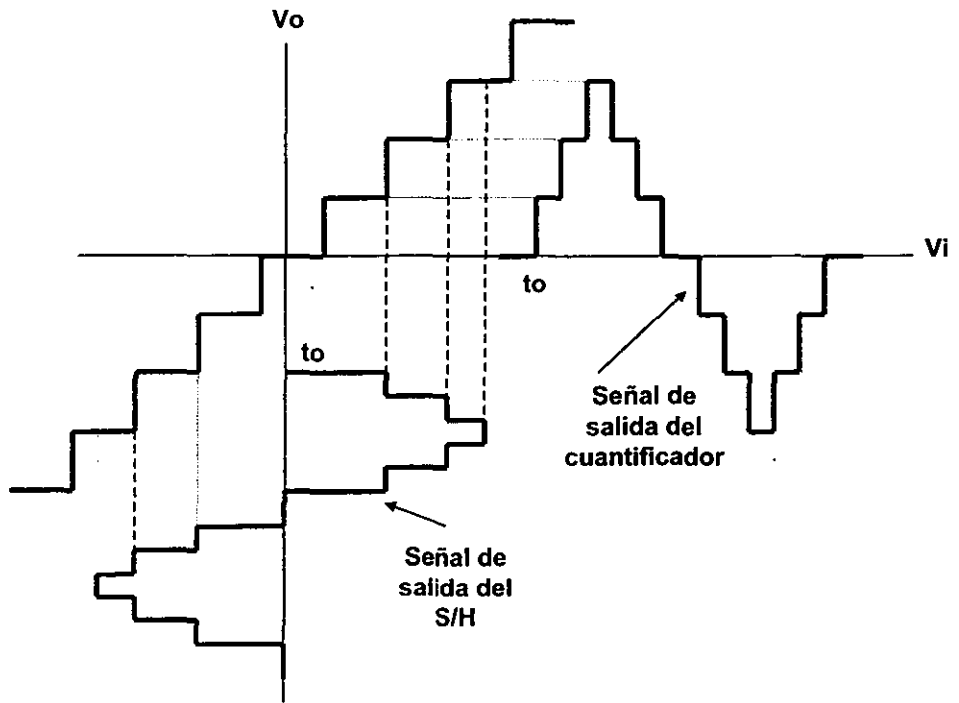 Vo
Vi
to
to
Señal de
salida del
cuantificador
Señal de
salida del
S/H